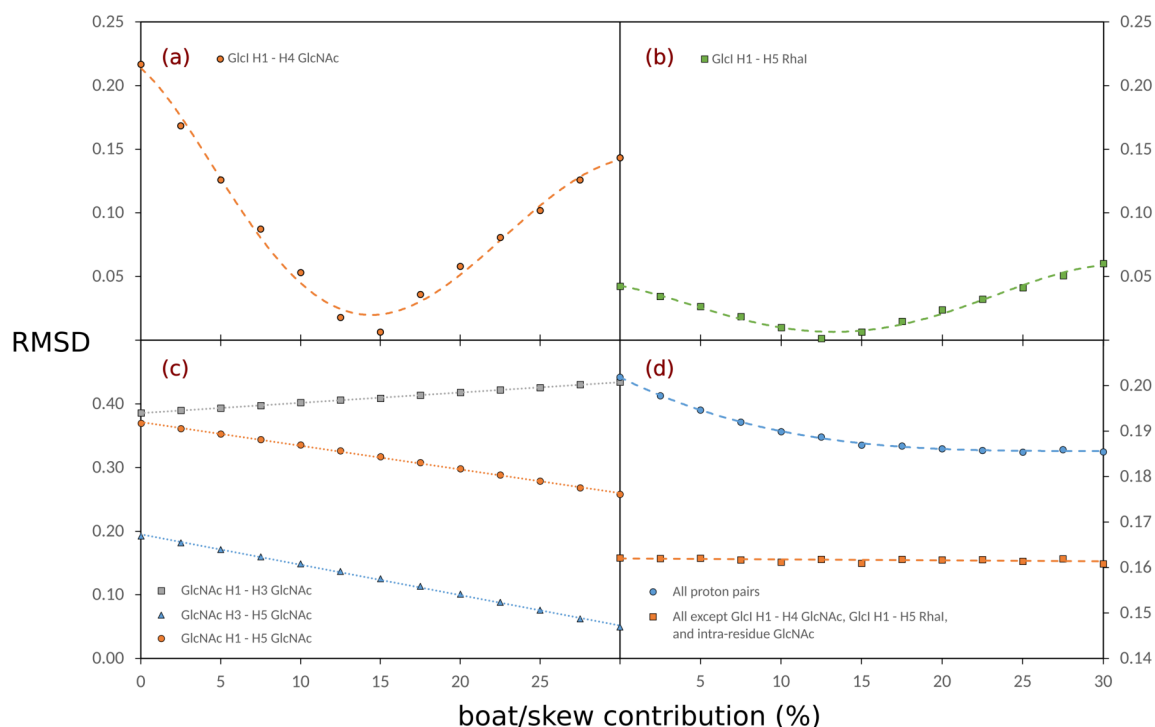 0.25
0.20
0.15
0.10
0.05
(a)
GlcI H1 - H4 GlcNAc
(b)
GlcI H1 - H5 RhaI
0.25
0.20
0.15
0.10
0.05
RMSD
0.40
0.30
0.20
0.10
0.00
(c)
GlcNAc H1 - H3 GlcNAc
GlcNAc H3 - H5 GlcNAc
GlcNAc H1 - H5 GlcNAc
(d)
All proton pairs
All except GlcI H1 - H4 GlcNAc, GlcI H1 - H5 RhaI,
and intra-residue GlcNAc
0.20
0.19
0.18
0.17
0.16
0.15
0.14
0 5 10 15 20 25
5 10 15 20 25 30
boat/skew contribution (%)